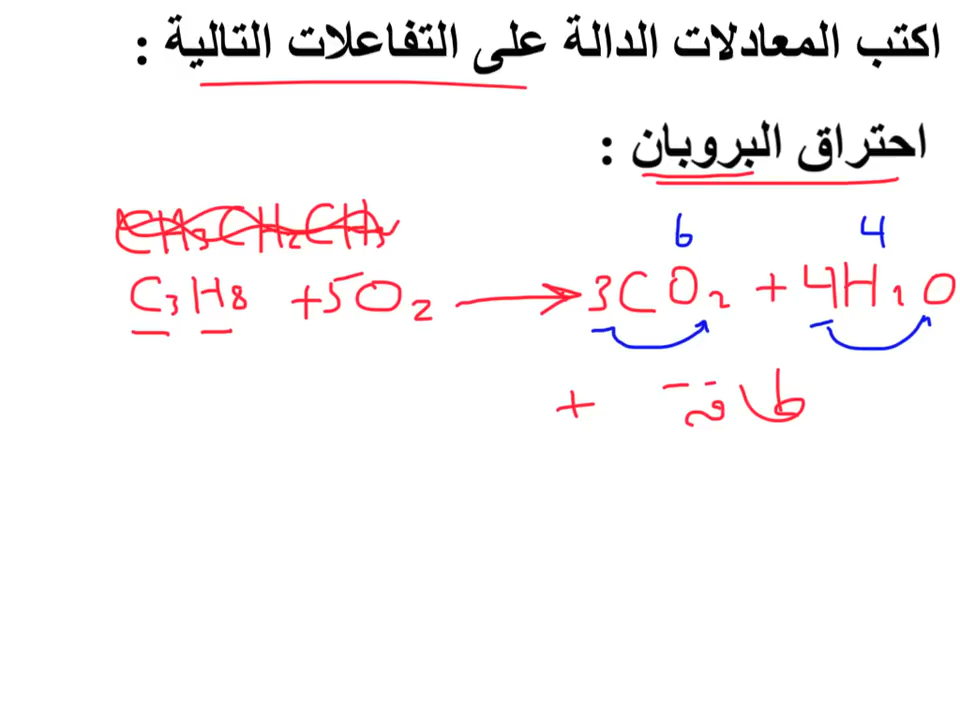 اكتب المعادلات الدالة على التفاعلات التالية :
احتراق البروبان :
CH3CH2CH3
6 4
C3H8 + 5O2 → 3CO2 + 4H2O
+ طاقة